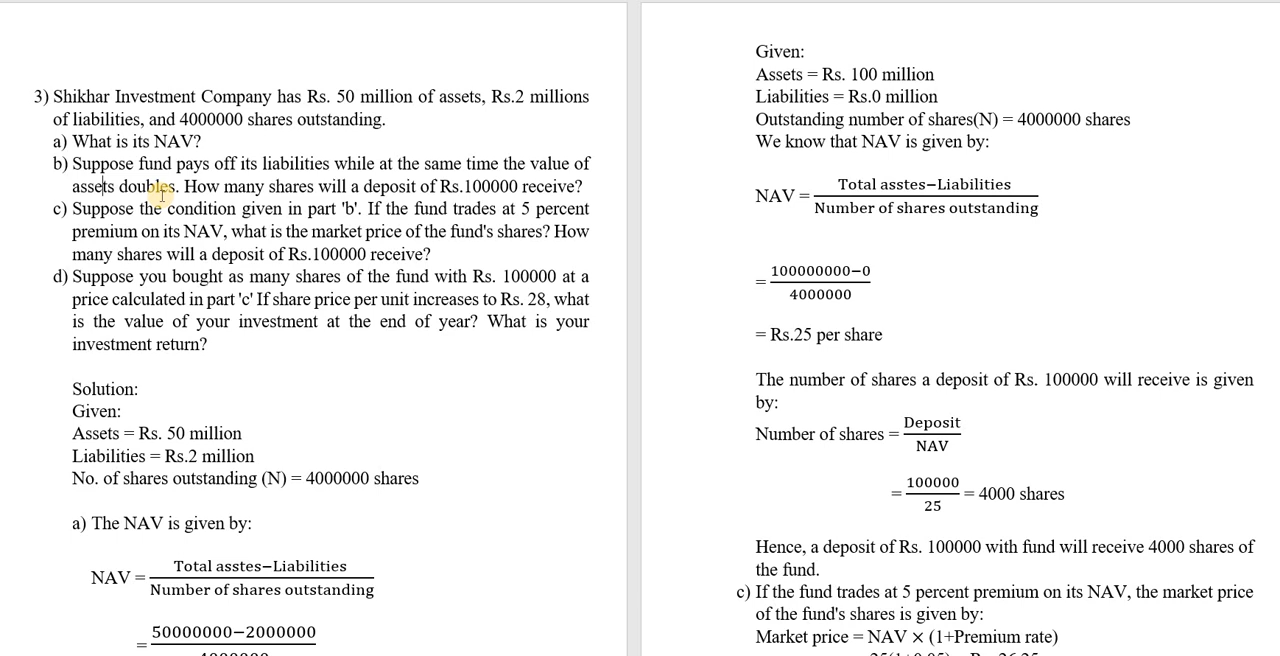 3) Shikhar Investment Company has Rs. 50 million of assets, Rs.2 millions
of liabilities, and 4000000 shares outstanding.
a) What is its NAV?
b) Suppose fund pays off its liabilities while at the same time the value of
assets doubles. How many shares will a deposit of Rs.100000 receive?
c) Suppose the condition given in part 'b'. If the fund trades at 5 percent
premium on its NAV, what is the market price of the fund's shares? How
many shares will a deposit of Rs.100000 receive?
d) Suppose you bought as many shares of the fund with Rs. 100000 at a
price calculated in part 'c' If share price per unit increases to Rs. 28, what
is the value of your investment at the end of year? What is your
investment return?
Solution:
Given:
Assets = Rs. 50 million
Liabilities = Rs.2 million
No. of shares outstanding (N) = 4000000 shares
a) The NAV is given by:
Total asstes−Liabilities
NAV =
Number of shares outstanding
50000000−2000000
=
Given:
Assets = Rs. 100 million
Liabilities = Rs.0 million
Outstanding number of shares(N) = 4000000 shares
We know that NAV is given by:
Total asstes−Liabilities
NAV =
Number of shares outstanding
100000000−0
=
4000000
= Rs.25 per share
The number of shares a deposit of Rs. 100000 will receive is given
by:
Deposit
Number of shares =
NAV
100000
= = 4000 shares
25
Hence, a deposit of Rs. 100000 with fund will receive 4000 shares of
the fund.
c) If the fund trades at 5 percent premium on its NAV, the market price
of the fund's shares is given by:
Market price = NAV × (1+Premium rate)